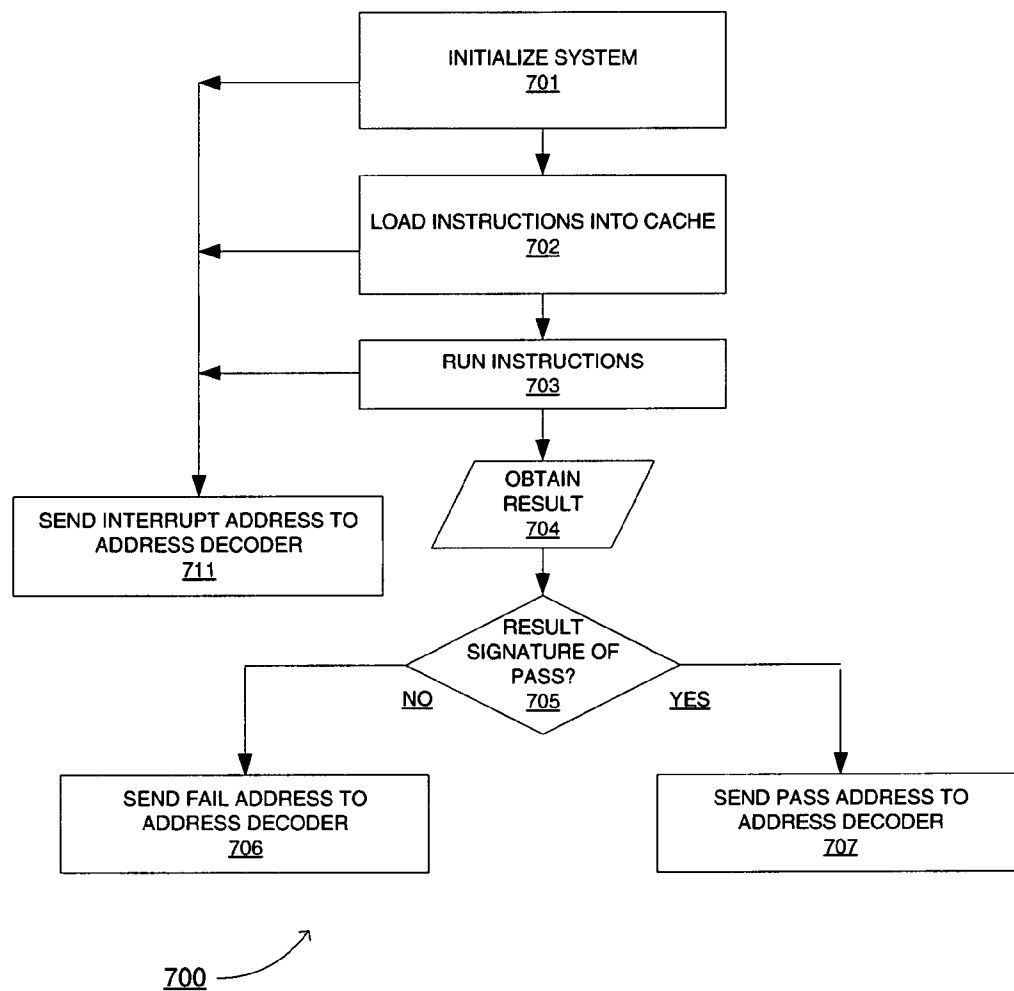 INITIALIZE SYSTEM
701
LOAD INSTRUCTIONS INTO CACHE
702
RUN INSTRUCTIONS
703
OBTAIN
RESULT
704
SEND INTERRUPT ADDRESS TO
ADDRESS DECODER
711
RESULT
SIGNATURE OF
PASS?
705
NO
YES
SEND FAIL ADDRESS TO
ADDRESS DECODER
706
SEND PASS ADDRESS TO
ADDRESS DECODER
707
700